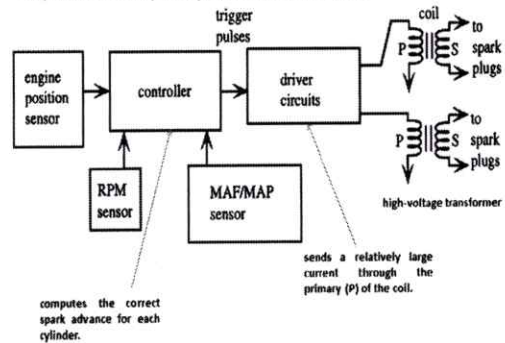 trigger
pulses
coil
engine
position
sensor
controller
driver
circuits
P
S
to
spark
plugs
P
S
to
spark
plugs
RPM
sensor
MAF/MAP
sensor
high-voltage transformer
sends a relatively large
current through the
primary (P) of the coil.
computes the correct
spark advance for each
cylinder.